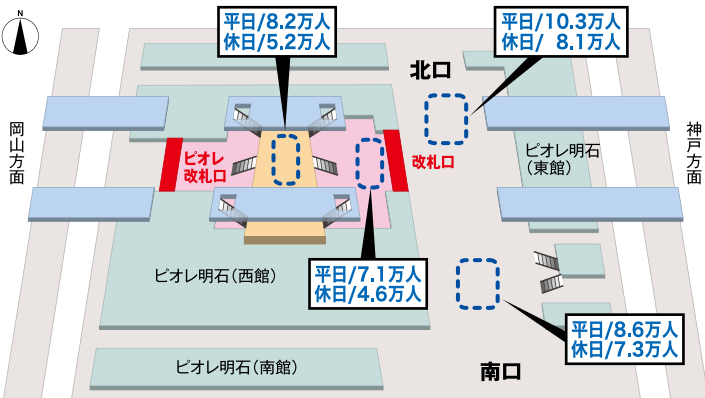 N
平日/8.2万人
休日/5.2万人
平日/10.3万人
休日/ 8.1万人
北口
岡山方面
神戸方面
ピオレ
改札口
改札口
ピオレ明石
(東館)
ピオレ明石(西館)
平日/7.1万人
休日/4.6万人
平日/8.6万人
休日/7.3万人
ピオレ明石(南館)
南口